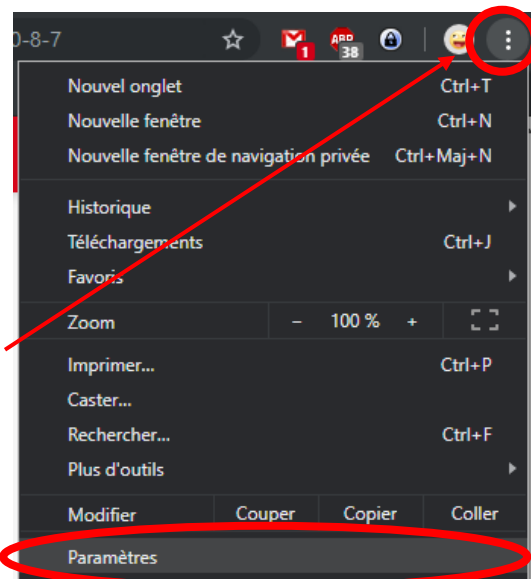 0-8-7
1
ABP
38
Nouvel onglet Ctrl+T
Nouvelle fenêtre Ctrl+N
Nouvelle fenêtre de navigation privée Ctrl+Maj+N
Historique
Téléchargements Ctrl+J
Favoris
Zoom - 100 % +
Imprimer... Ctrl+P
Caster...
Rechercher... Ctrl+F
Plus d'outils
Modifier Couper Copier Coller
Paramètres